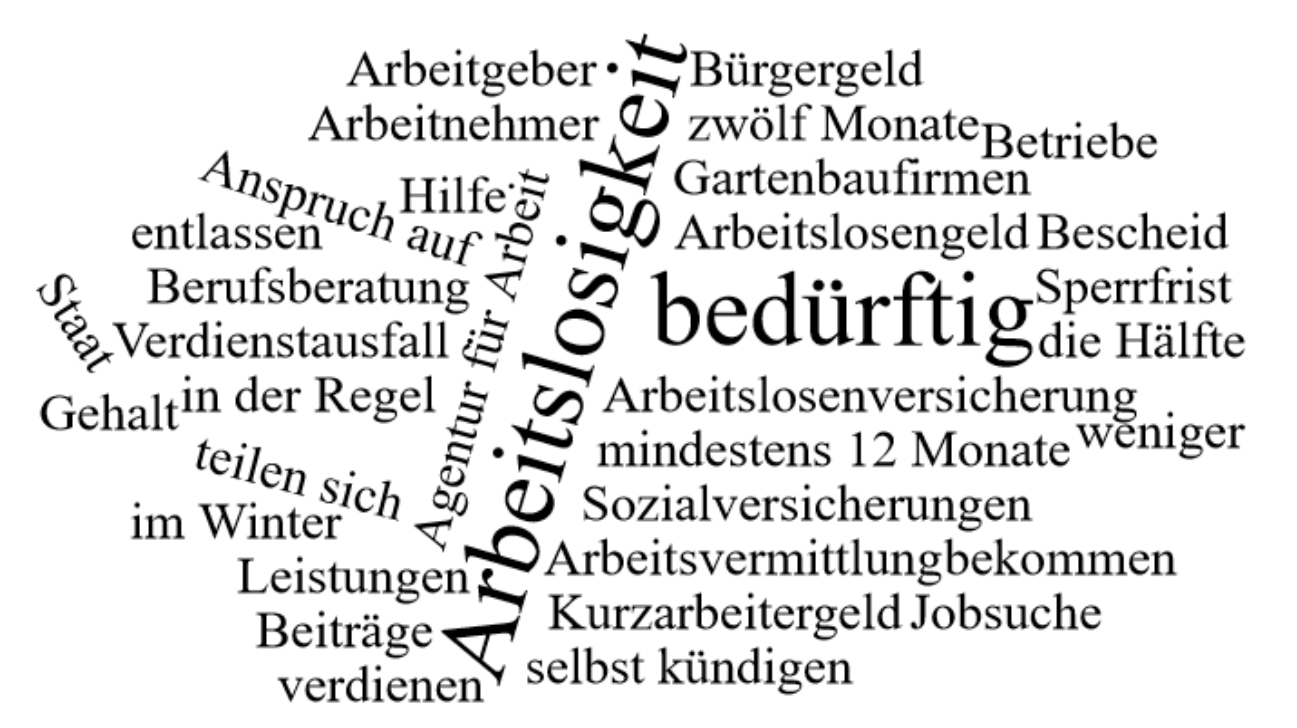 Arbeitgeber
Bürgergeld
Arbeitnehmer
zwölf Monate
Betriebe
Anspruch auf
Hilfe
Gartenbaufirmen
entlassen
Arbeitslosengeld
Bescheid
Berufsberatung
Agentur für Arbeit
Arbeitslosigkeit
bedürftig
Sperrfrist
Staat
Verdienstausfall
die Hälfte
Gehalt
in der Regel
Arbeitslosenversicherung
weniger
teilen sich
mindestens 12 Monate
im Winter
Sozialversicherungen
Leistungen
Arbeitsvermittlung
bekommen
Beiträge
Kurzarbeitergeld
Jobsuche
verdienen
selbst kündigen